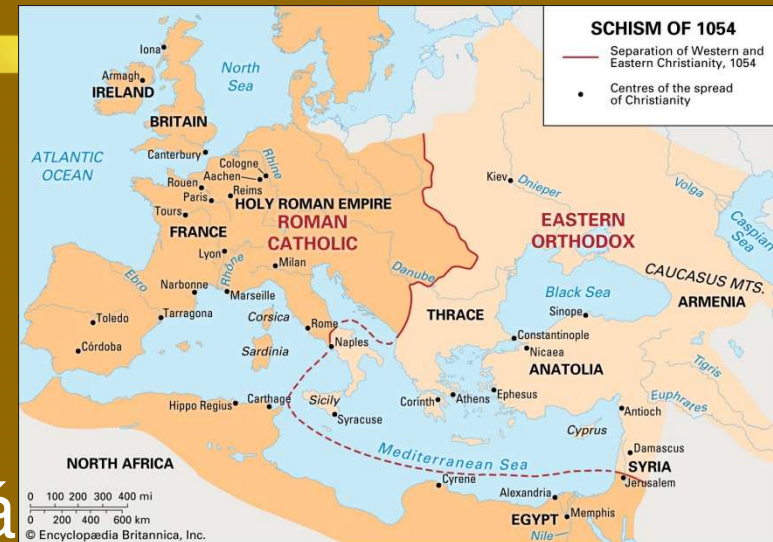 SCHISM OF 1054
Separation of Western and
Eastern Christianity, 1054
Centres of the spread
of Christianity
Iona
North
Sea
Armagh
IRELAND
BRITAIN
ATLANTIC
OCEAN
Canterbury
Cologne
Aachen
Rhine
Rouen
Reims
Paris
Tours
HOLY ROMAN EMPIRE
ROMAN
CATHOLIC
FRANCE
Lyon
Rhône
Milan
Kiev
Dnieper
Volga
Caspian
Sea
EASTERN
ORTHODOX
Danube
CAUCASUS MTS.
ARMENIA
Black Sea
Sinope
THRACE
Constantinople
Nicaea
ANATOLIA
Ebro
Narbonne
Marseille
Toledo
Tarragona
Córdoba
Corsica
Rome
Naples
Sardinia
Sicily
Syracuse
Corinth
Athens
Ephesus
Tigris
Euphrates
Antioch
Cyprus
Damascus
SYRIA
Jerusalem
Hippo Regius
Carthage
Mediterranean Sea
NORTH AFRICA
Cyrene
Alexandria
EGYPT
Memphis
Nile
0 100 200 300 400 mi
0 200 400 600 km
© Encyclopædia Britannica, Inc.
á